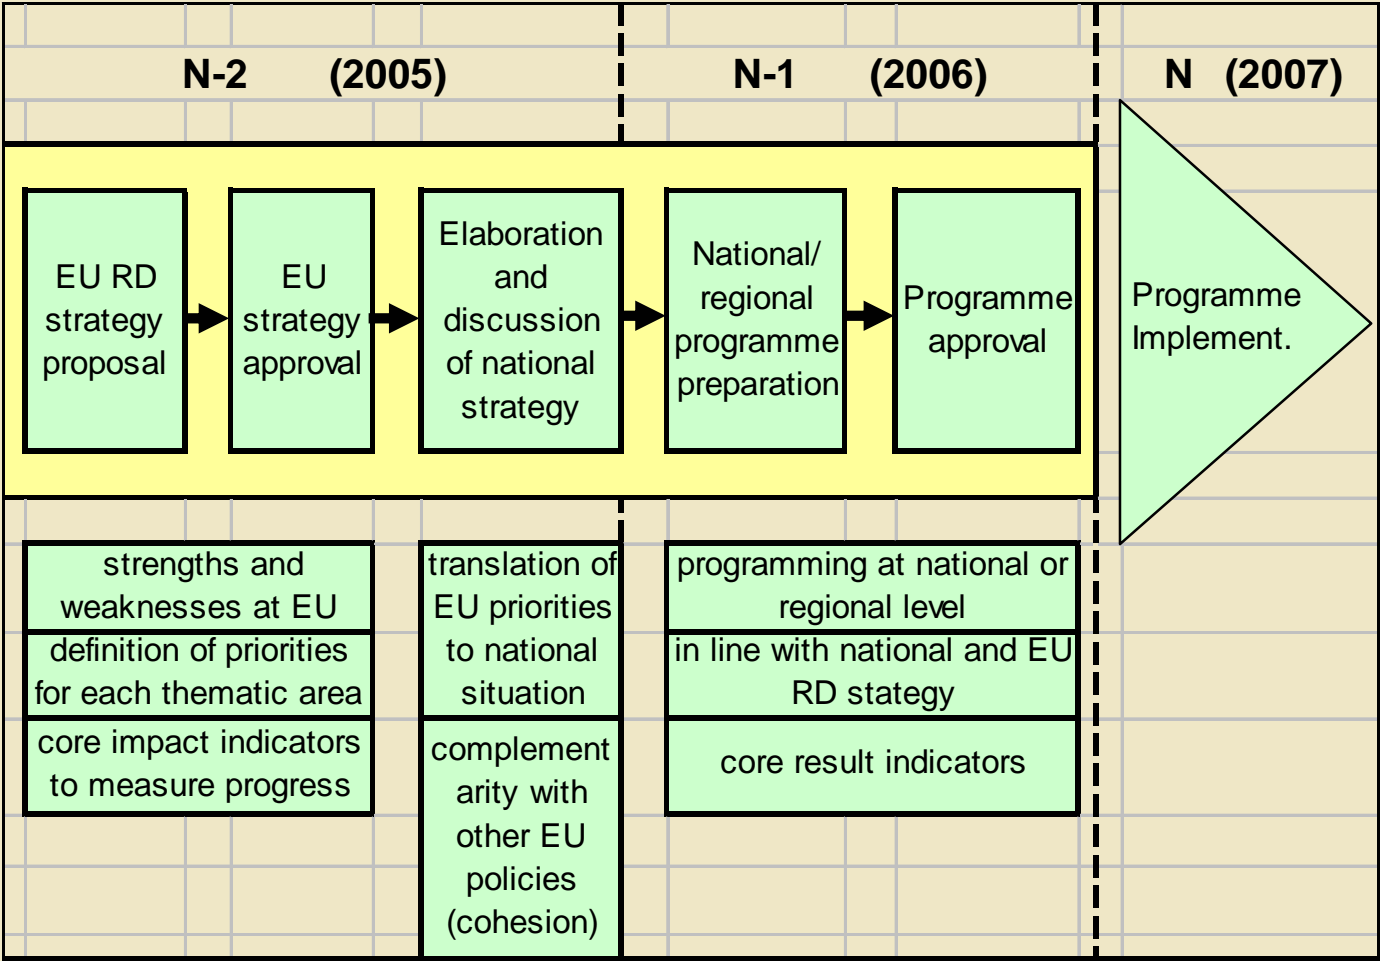 N-2 (2005)
N-1 (2006)
N (2007)
EU RD
strategy
proposal
EU
strategy
approval
Elaboration
and
discussion
of national
strategy
National/
regional
programme
preparation
Programme
approval
Programme
Implement.
strengths and
weaknesses at EU
definition of priorities
for each thematic area
core impact indicators
to measure progress
translation of
EU priorities
to national
situation
complement
arity with
other EU
policies
(cohesion)
programming at national or
regional level
in line with national and EU
RD stategy
core result indicators